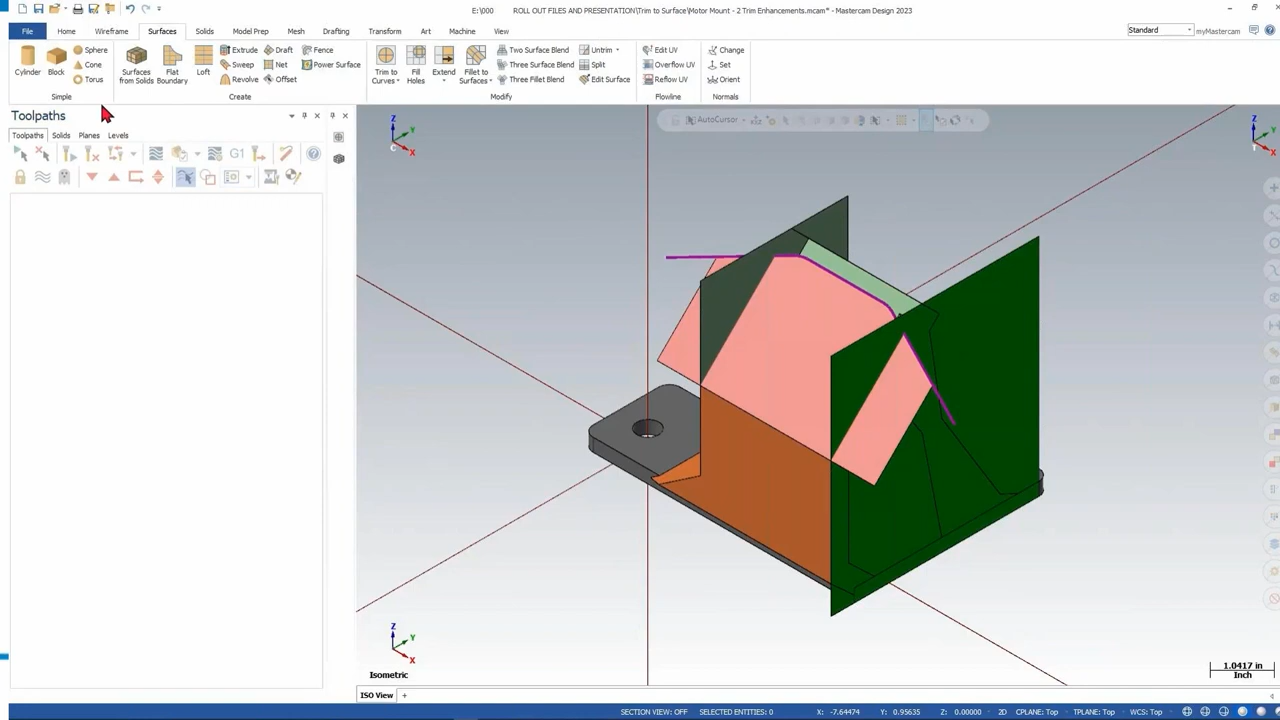 E:\000 ROLL OUT FILES AND PRESENTATION\Trim to Surface\Motor Mount - 2 Trim Enhancements.mcam* - Mastercam Design 2023
File Home Wireframe Surfaces Solids Model Prep Mesh Drafting Transform Art Machine View
Standard myMastercam
Cylinder Block Sphere Cone Torus
Simple
Surfaces from Solids Flat Boundary Loft Extrude Sweep Revolve Draft Net Offset Fence Power Surface
Create
Trim to Curves Fill Holes Extend Fillet to Surfaces Two Surface Blend Three Surface Blend Three Fillet Blend Untrim Split Edit Surface
Modify
Edit UV Overflow UV Reflow UV
Flowline
Change Set Orient
Normals
Toolpaths
Toolpaths Solids Planes Levels
G1
AutoCursor
Z Y X C
Z Y X T
Z Y X
Isometric
1.0417 in
Inch
ISO View +
SECTION VIEW: OFF SELECTED ENTITIES: 0 X: -7.64474 Y: 0.95635 Z: 0.00000 2D CPLANE: Top TPLANE: Top WCS: Top